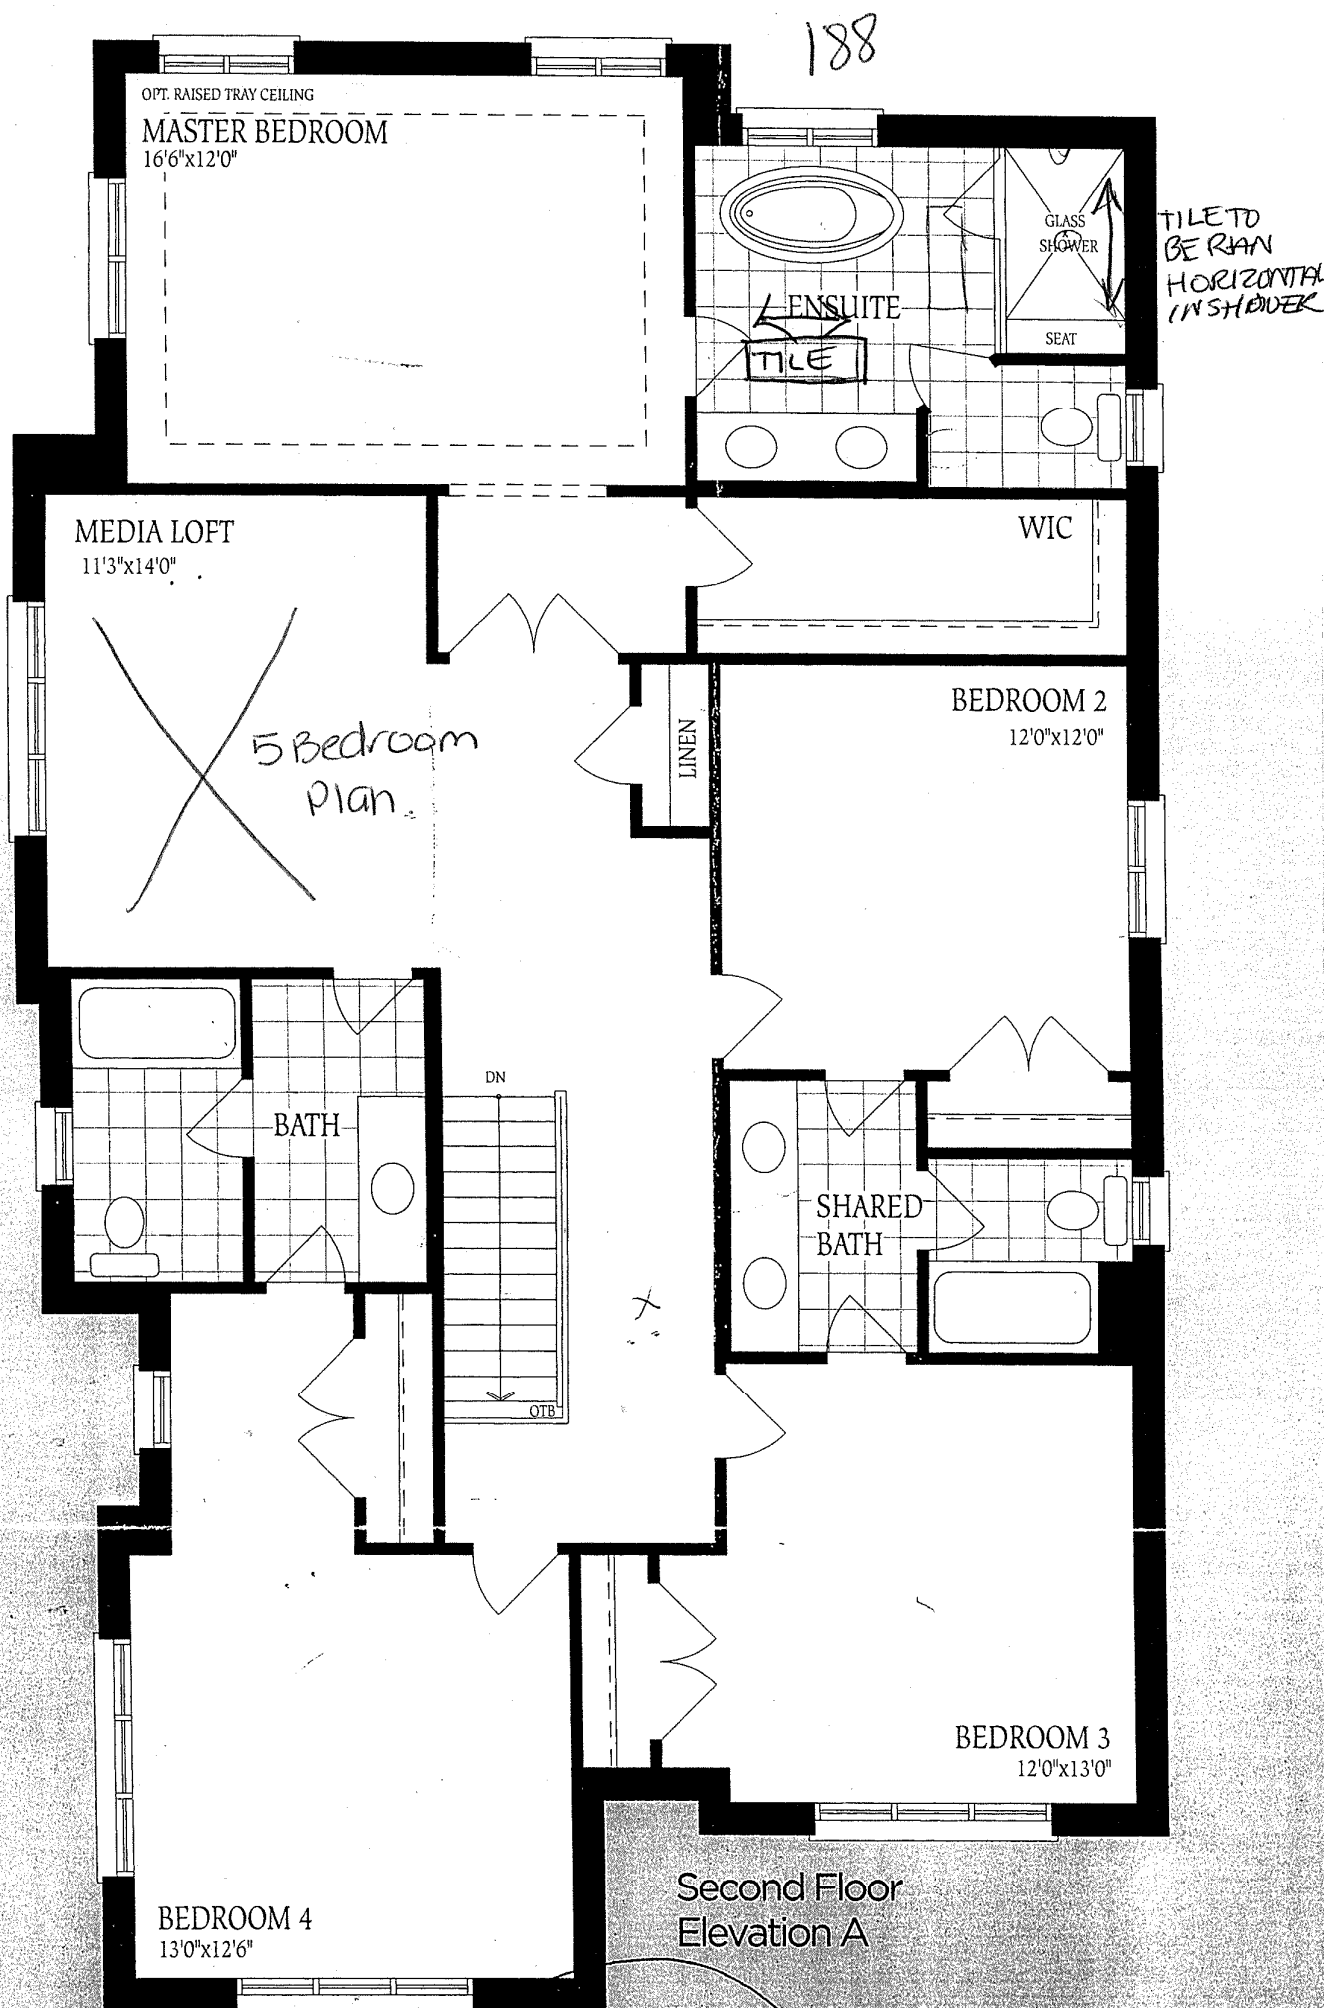 188
OPT. RAISED TRAY CEILING
MASTER BEDROOM
16'6"x12'0"
GLASS
SHOWER
TILE TO
BE RAN
HORIZONTAL
IN SHOWER
ENSUITE
TILE
SEAT
MEDIA LOFT
11'3"x14'0"
WIC
5 Bedroom
Plan
LINEN
BEDROOM 2
12'0"x12'0"
DN
BATH
SHARED
BATH
OTB
BEDROOM 3
12'0"x13'0"
Second Floor
Elevation A
BEDROOM 4
13'0"x12'6"